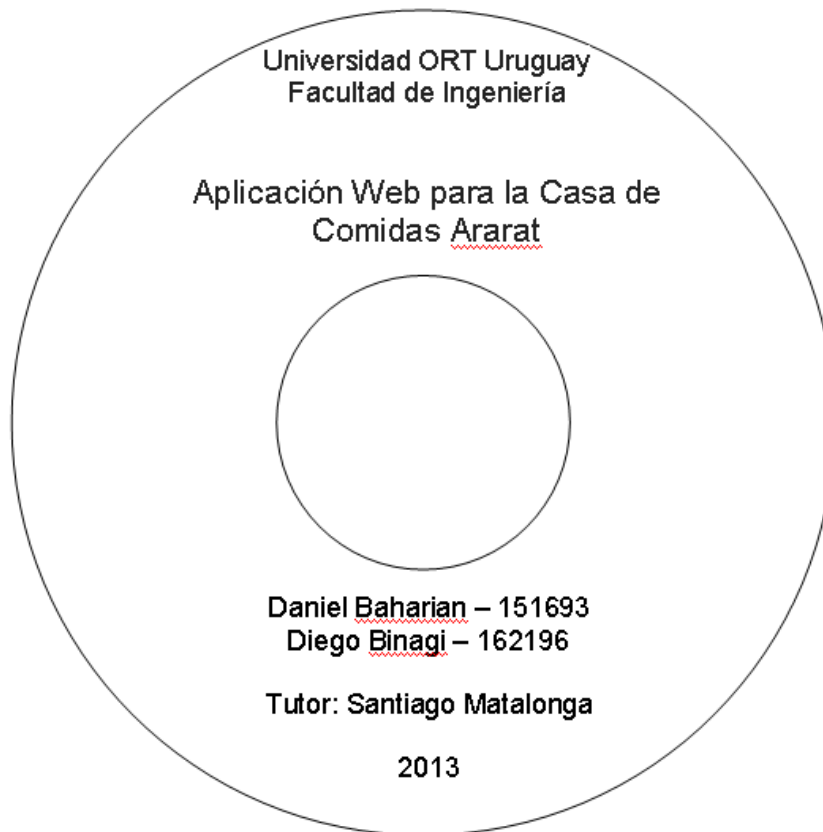 Universidad ORT Uruguay
Facultad de Ingeniería
Aplicación Web para la Casa de
Comidas Ararat
Daniel Baharian – 151693
Diego Binagi – 162196
Tutor: Santiago Matalonga
2013